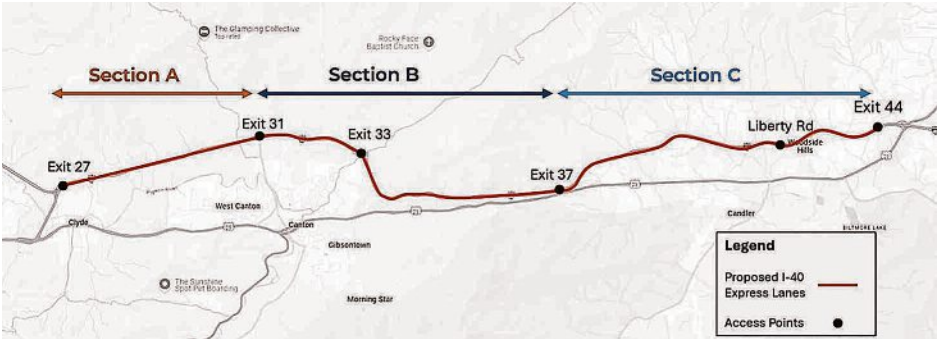 The Glamping Collective
Top rated
Rocky Face
Baptist Church
Section A
Section B
Section C
Exit 27
Exit 31
Exit 33
Exit 37
Liberty Rd
Woodside
Hills
Exit 44
West Canton
Clyde
Canton
Gibsontown
Candler
BILTMORE LAKE
The Sunshine
Spot Pet Boarding
Morning Star
Legend
Proposed I-40
Express Lanes
Access Points